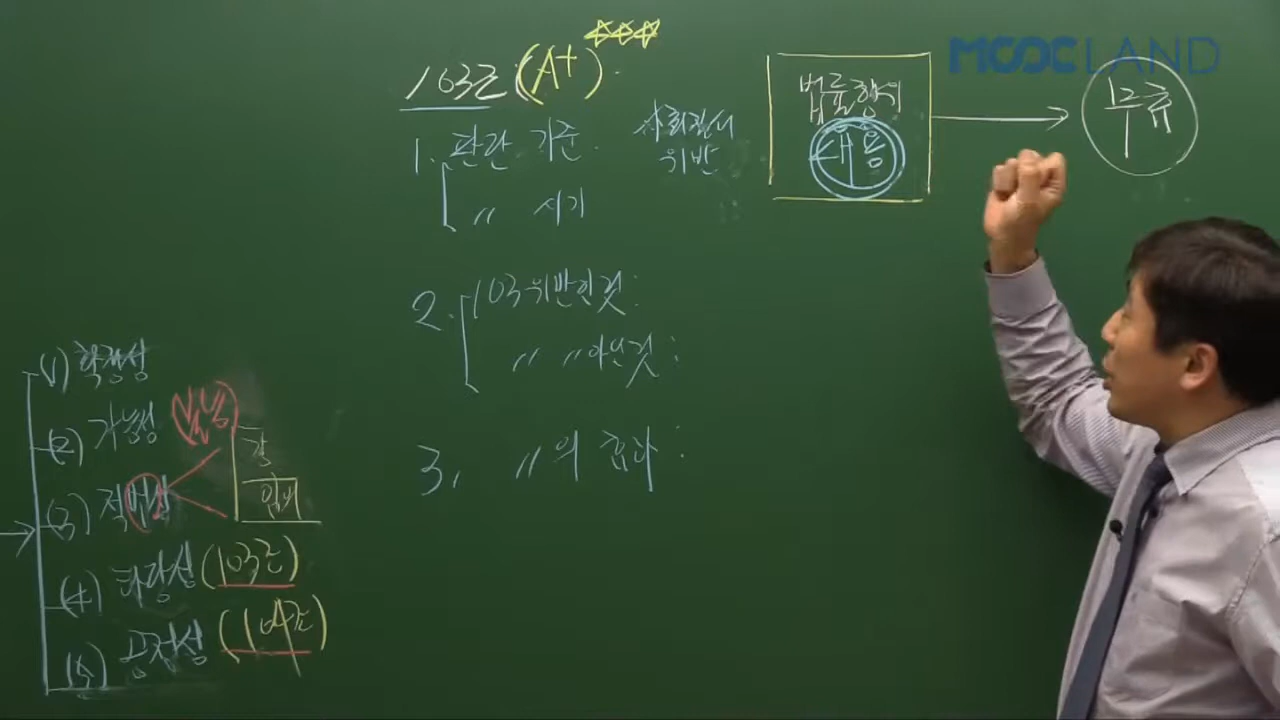 MOOC LAND
103조 (A+) ☆☆☆
1. 판단 기준 사회질서 위반
〃 시기
2. 103 위반인것:
〃 〃 아닌것:
3. 〃의 효과:
법률행위
내용
무효
(1) 확정성
(2) 가능성
(3) 적법성
불능
강
임의
(4) 타당성 (103조)
(5) 공정성 (104조)